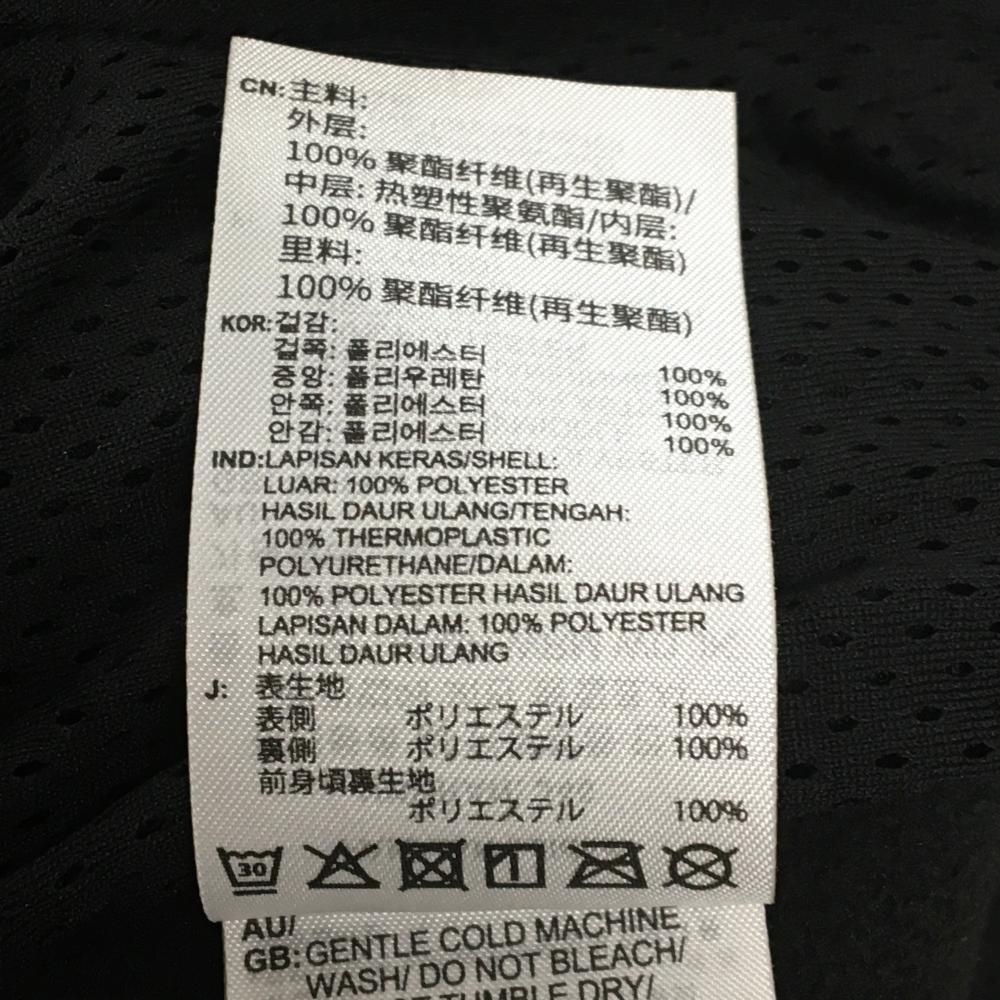 CN:主料:
外层:
100% 聚酯纤维(再生聚酯)/
中层: 热塑性聚氨酯/内层:
100% 聚酯纤维(再生聚酯)
里料:
100% 聚酯纤维(再生聚酯)
KOR:겉감:
겉쪽: 폴리에스터 100%
중앙: 폴리우레탄 100%
안쪽: 폴리에스터 100%
안감: 폴리에스터 100%
IND:LAPISAN KERAS/SHELL:
LUAR: 100% POLYESTER
HASIL DAUR ULANG/TENGAH:
100% THERMOPLASTIC
POLYURETHANE/DALAM:
100% POLYESTER HASIL DAUR ULANG
LAPISAN DALAM: 100% POLYESTER
HASIL DAUR ULANG
J: 表生地
表側 ポリエステル 100%
裏側 ポリエステル 100%
前身頃裏生地
ポリエステル 100%
30
AU/
GB:GENTLE COLD MACHINE
WASH/ DO NOT BLEACH/
TUMBLE DRY/